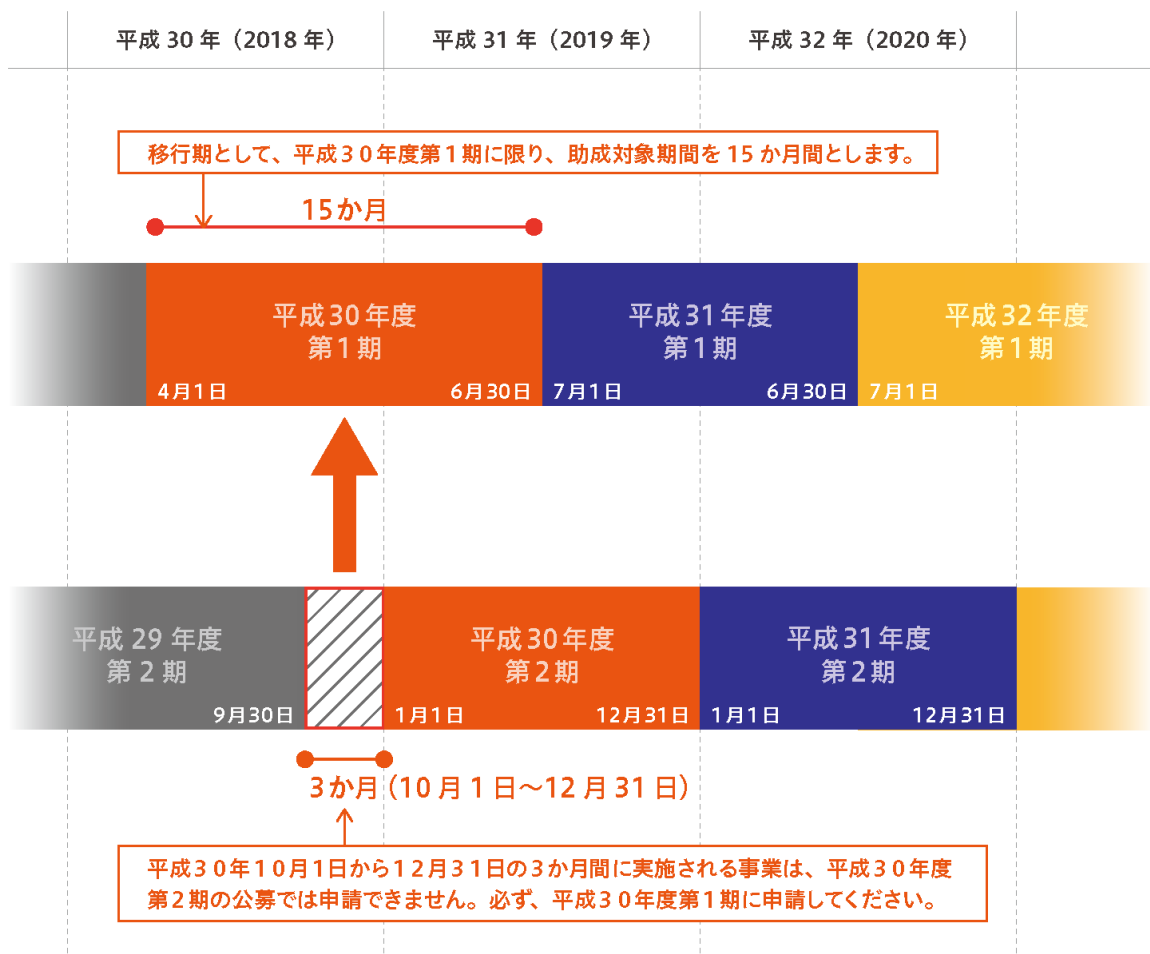 平成 30 年（2018 年）
平成 31 年（2019 年）
平成 32 年（2020 年）
移行期として、平成３０年度第１期に限り、助成対象期間を 15 か月間とします。
15か月
平成30年度
第1期
4月1日
6月30日
平成31年度
第1期
7月1日
6月30日
平成32年度
第1期
7月1日
平成 29 年度
第 2 期
9月30日
平成30年度
第2期
1月1日
12月31日
平成31年度
第2期
1月1日
12月31日
3か月（10 月 1 日～12 月 31 日）
平成３０年１０月１日から１２月３１日の３か月間に実施される事業は、平成３０年度
第２期の公募では申請できません。必ず、平成３０年度第１期に申請してください。